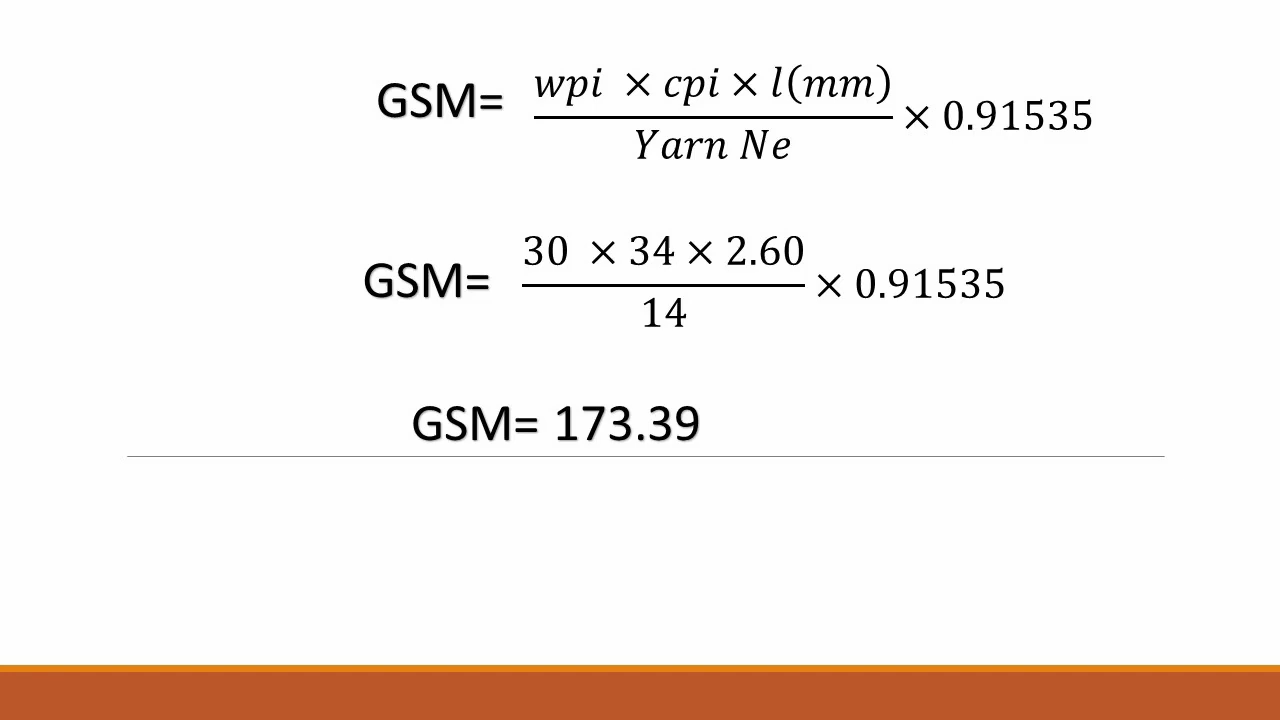 GSM= wpi × cpi × l(mm) / Yarn Ne × 0.91535
GSM= 30 × 34 × 2.60 / 14 × 0.91535
GSM= 173.39